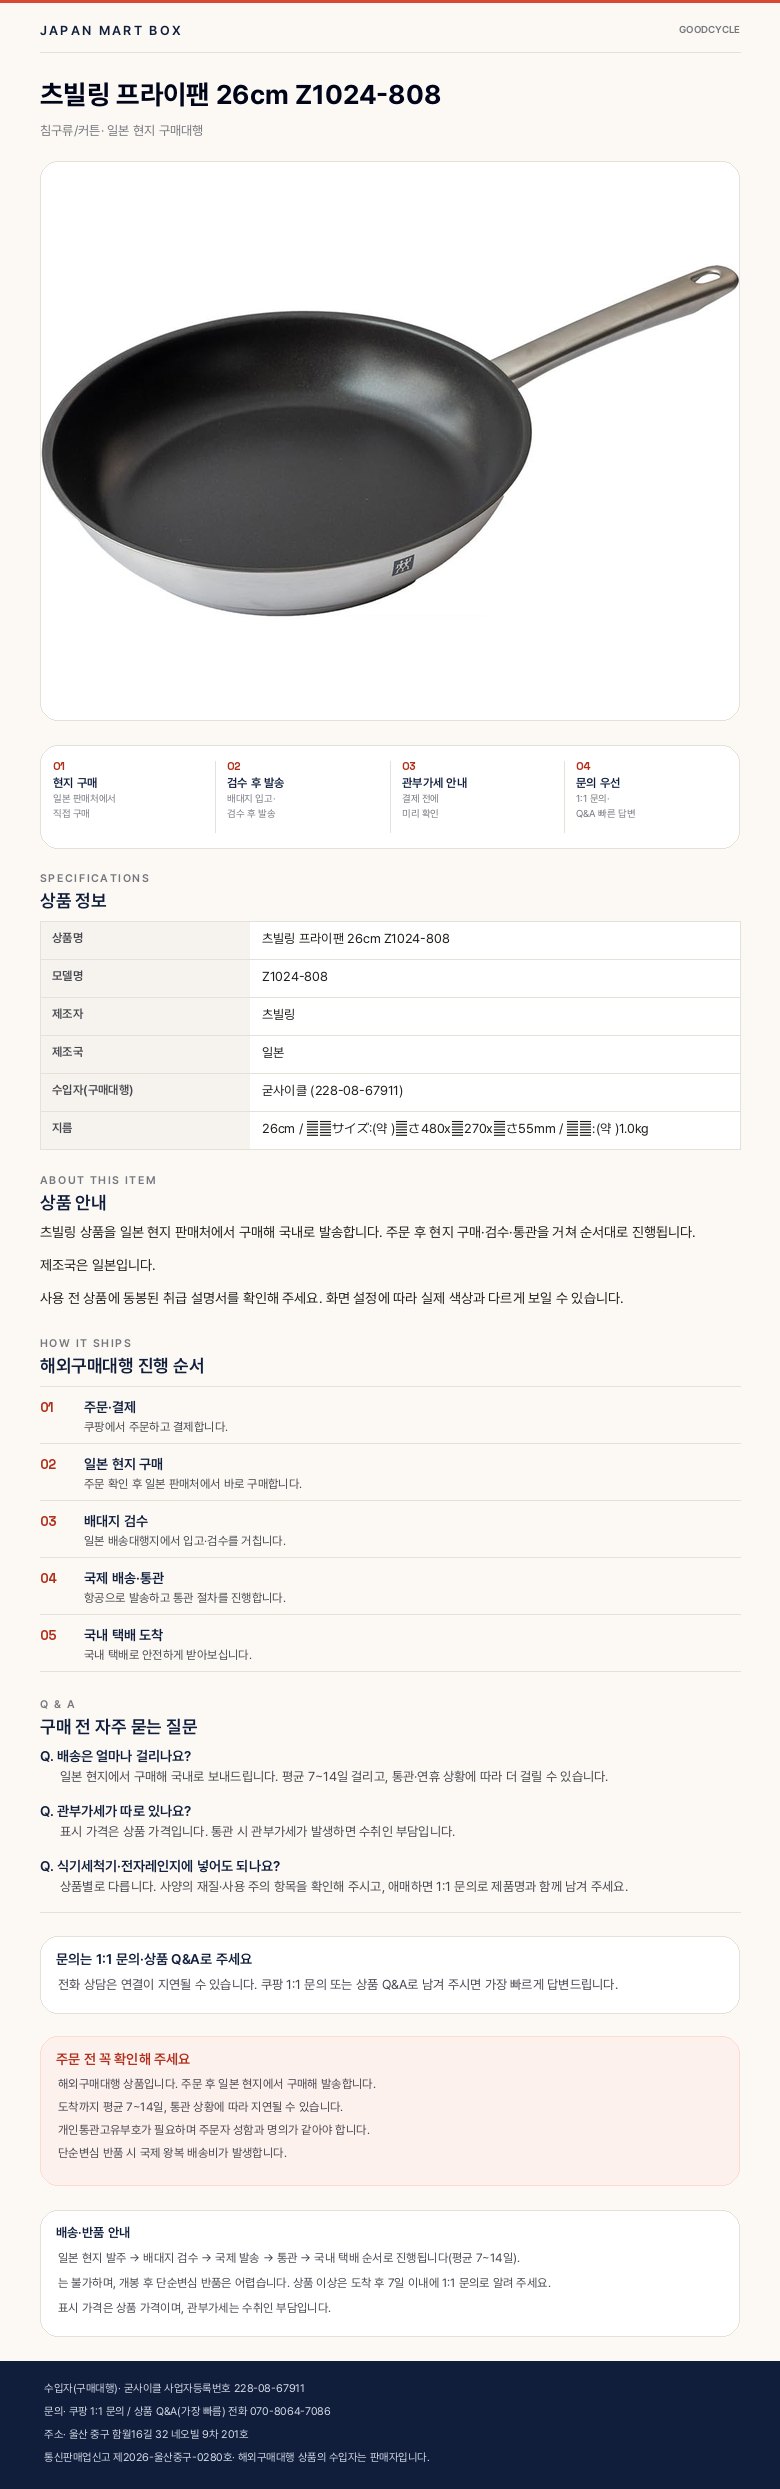 JAPAN MART BOX
GOODCYCLE
츠빌링 프라이팬 26cm Z1024-808
침구류/커튼· 일본 현지 구매대행
01
현지 구매
일본 판매처에서
직접 구매
02
검수 후 발송
배대지 입고·
검수 후 발송
03
관부가세 안내
결제 전에
미리 확인
04
문의 우선
1:1 문의·
Q&A 빠른 답변
SPECIFICATIONS
상품 정보
상품명 츠빌링 프라이팬 26cm Z1024-808
모델명 Z1024-808
제조자 츠빌링
제조국 일본
수입자(구매대행) 굳사이클 (228-08-67911)
지름 26cm / サイズ:(약 )さ480x270xさ55mm / :(약 )1.0kg
ABOUT THIS ITEM
상품 안내
츠빌링 상품을 일본 현지 판매처에서 구매해 국내로 발송합니다. 주문 후 현지 구매·검수·통관을 거쳐 순서대로 진행됩니다.
제조국은 일본입니다.
사용 전 상품에 동봉된 취급 설명서를 확인해 주세요. 화면 설정에 따라 실제 색상과 다르게 보일 수 있습니다.
HOW IT SHIPS
해외구매대행 진행 순서
01 주문·결제
쿠팡에서 주문하고 결제합니다.
02 일본 현지 구매
주문 확인 후 일본 판매처에서 바로 구매합니다.
03 배대지 검수
일본 배송대행지에서 입고·검수를 거칩니다.
04 국제 배송·통관
항공으로 발송하고 통관 절차를 진행합니다.
05 국내 택배 도착
국내 택배로 안전하게 받아보십니다.
Q & A
구매 전 자주 묻는 질문
Q. 배송은 얼마나 걸리나요?
일본 현지에서 구매해 국내로 보내드립니다. 평균 7~14일 걸리고, 통관·연휴 상황에 따라 더 걸릴 수 있습니다.
Q. 관부가세가 따로 있나요?
표시 가격은 상품 가격입니다. 통관 시 관부가세가 발생하면 수취인 부담입니다.
Q. 식기세척기·전자레인지에 넣어도 되나요?
상품별로 다릅니다. 사양의 재질·사용 주의 항목을 확인해 주시고, 애매하면 1:1 문의로 제품명과 함께 남겨 주세요.
문의는 1:1 문의·상품 Q&A로 주세요
전화 상담은 연결이 지연될 수 있습니다. 쿠팡 1:1 문의 또는 상품 Q&A로 남겨 주시면 가장 빠르게 답변드립니다.
주문 전 꼭 확인해 주세요
해외구매대행 상품입니다. 주문 후 일본 현지에서 구매해 발송합니다.
도착까지 평균 7~14일, 통관 상황에 따라 지연될 수 있습니다.
개인통관고유부호가 필요하며 주문자 성함과 명의가 같아야 합니다.
단순변심 반품 시 국제 왕복 배송비가 발생합니다.
배송·반품 안내
일본 현지 발주 → 배대지 검수 → 국제 발송 → 통관 → 국내 택배 순서로 진행됩니다(평균 7~14일).
는 불가하며, 개봉 후 단순변심 반품은 어렵습니다. 상품 이상은 도착 후 7일 이내에 1:1 문의로 알려 주세요.
표시 가격은 상품 가격이며, 관부가세는 수취인 부담입니다.
수입자(구매대행)· 굳사이클 사업자등록번호 228-08-67911
문의· 쿠팡 1:1 문의 / 상품 Q&A(가장 빠름) 전화 070-8064-7086
주소· 울산 중구 함월16길 32 네오빌 9차 201호
통신판매업신고 제2026-울산중구-0280호· 해외구매대행 상품의 수입자는 판매자입니다.